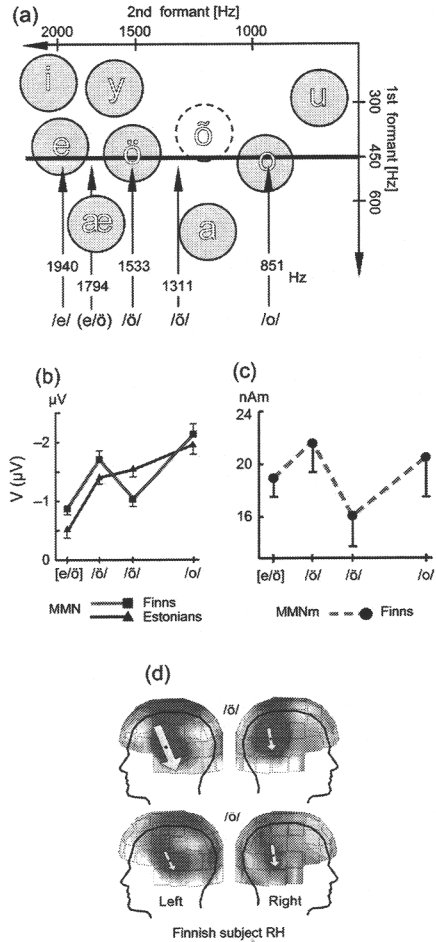 (a)
2nd formant [Hz]
2000 1500 1000
i y u
õ
e ö o
æ a
1st formant [Hz]
300
450
600
1940 1533 851
1794 1311 Hz
/e/ (e/ö) /ö/ /õ/ /o/
(b)
µV
V (µV)
–2
–1
0
[e/ö] /ö/ /õ/ /o/
MMN Finns
Estonians
(c)
nAm
24
20
16
[e/ö] /ö/ /õ/ /o/
MMNm Finns
(d)
/õ/
/ö/
Left Right
Finnish subject RH